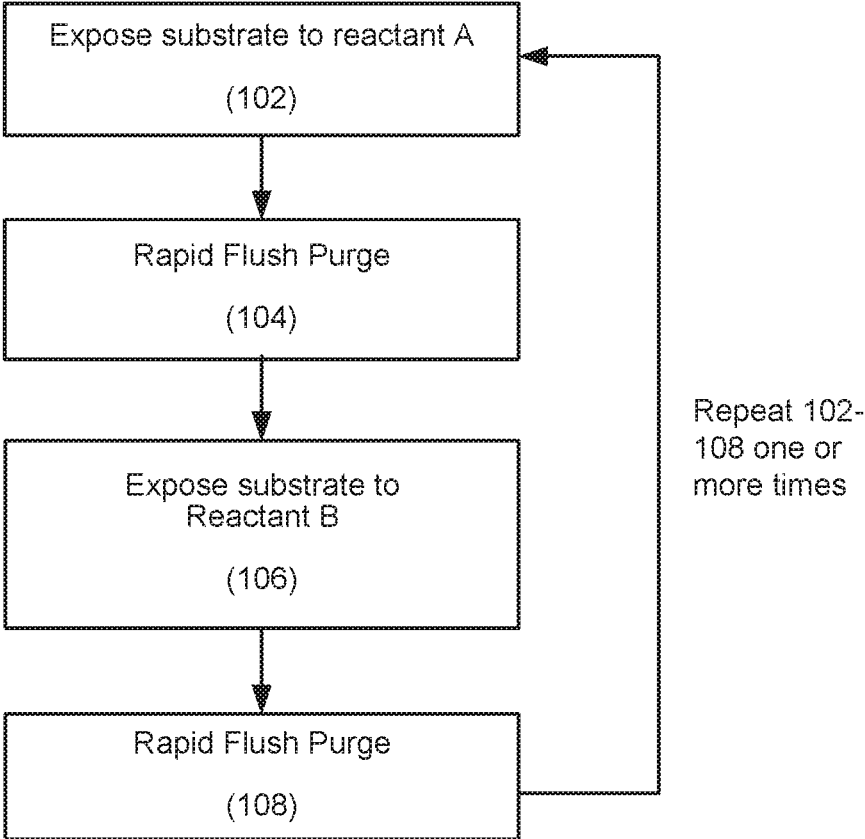 Expose substrate to reactant A
(102)
Rapid Flush Purge
(104)
Expose substrate to
Reactant B
(106)
Rapid Flush Purge
(108)
Repeat 102-
108 one or
more times